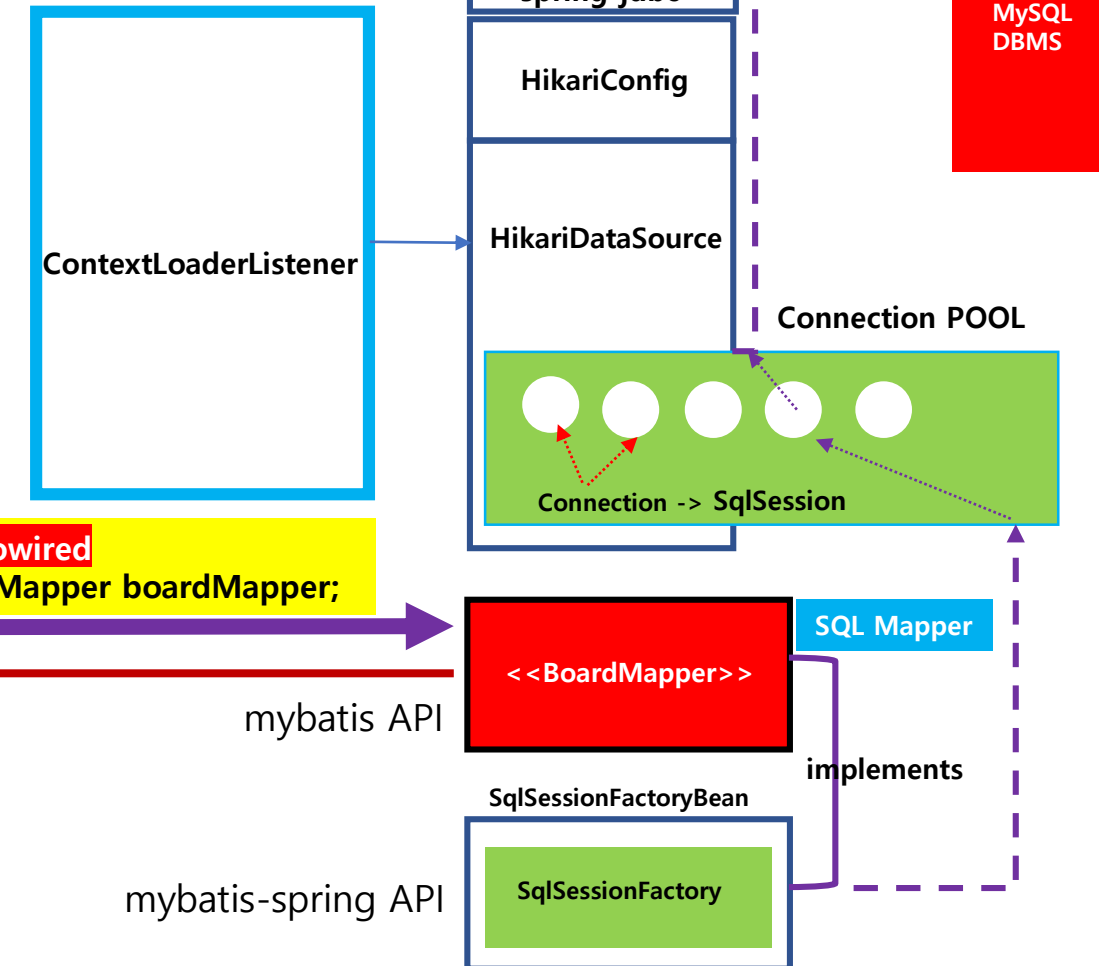 MySQL
DBMS
HikariConfig
HikariDataSource
ContextLoaderListener
Connection POOL
Connection -> SqlSession
Mapper boardMapper;
SQL Mapper
<<BoardMapper>>
mybatis API
implements
SqlSessionFactoryBean
SqlSessionFactory
mybatis-spring API